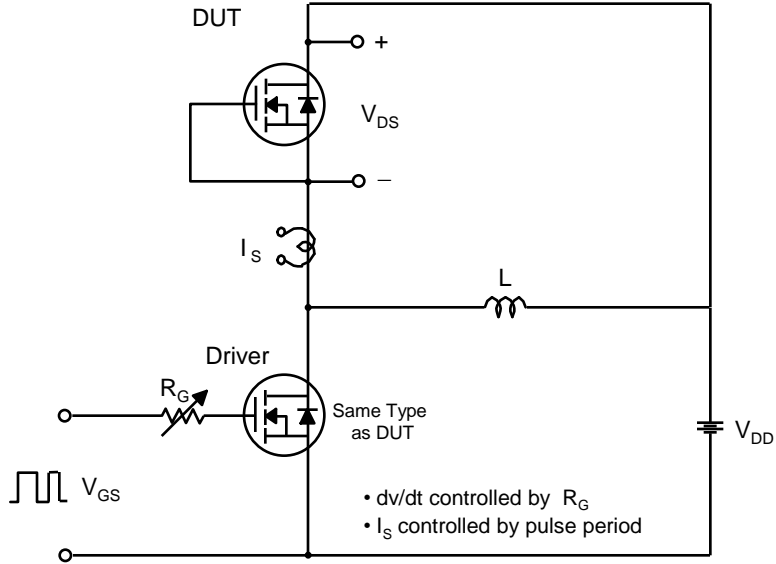 DUT
+
V_DS
–
I_S
L
Driver
R_G
Same Type
as DUT
V_DD
V_GS
• dv/dt controlled by R_G
• I_S controlled by pulse period